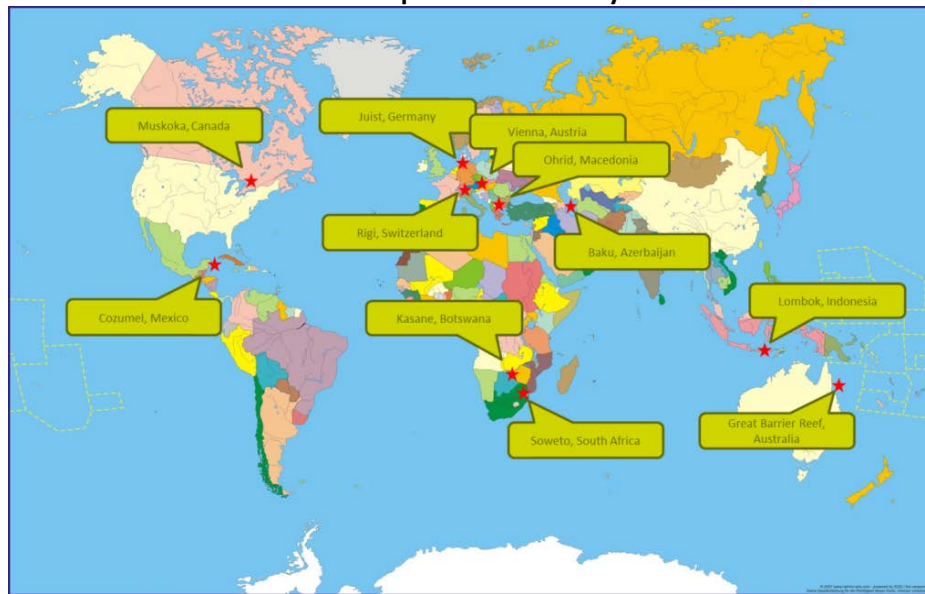 Muskoka, Canada
Juist, Germany
Vienna, Austria
Ohrid, Macedonia
Rigi, Switzerland
Baku, Azerbaijan
Cozumel, Mexico
Kasane, Botswana
Lombok, Indonesia
Soweto, South Africa
Great Barrier Reef,
Australia